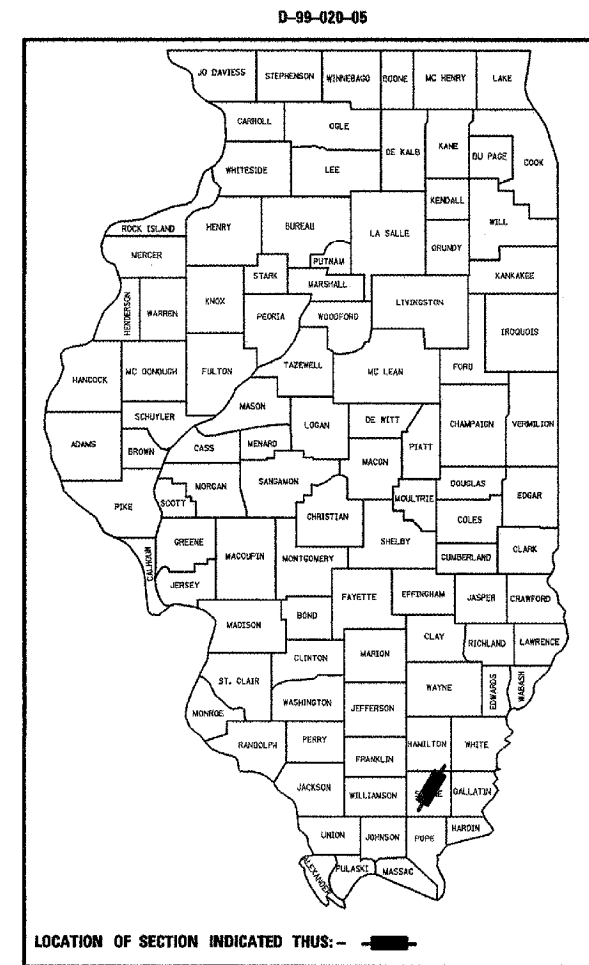 D-99-020-05
JO DAVIESS STEPHENSON WINNEBAGO BOONE MC HENRY LAKE
CARROLL OGLE DE KALB KANE DU PAGE COOK
WHITESIDE LEE
KENDALL WILL
ROCK ISLAND HENRY BUREAU LA SALLE GRUNDY
MERCER PUTNAM KANKAKEE
STARK MARSHALL LIVINGSTON
HENDERSON WARREN KNOX PEORIA WOODFORD IROQUOIS
HANCOCK MC DONOUGH FULTON TAZEWELL MC LEAN FORD
MASON
SCHUYLER LOGAN DE WITT CHAMPAIGN VERMILION
ADAMS BROWN CASS MENARD PIATT
MACON
PIKE SCOTT MORGAN SANGAMON MOULTRIE DOUGLAS EDGAR
CHRISTIAN COLES
CALHOUN GREENE MACOUPIN MONTGOMERY SHELBY CUMBERLAND CLARK
JERSEY
FAYETTE EFFINGHAM JASPER CRAWFORD
MADISON BOND
CLAY RICHLAND LAWRENCE
CLINTON MARION
ST. CLAIR WAYNE EDWARDS WABASH
WASHINGTON JEFFERSON
MONROE
RANDOLPH PERRY HAMILTON WHITE
FRANKLIN
JACKSON WILLIAMSON GALLATIN
UNION JOHNSON POPE HARDIN
ALEXANDER PULASKI MASSAC
LOCATION OF SECTION INDICATED THUS:-